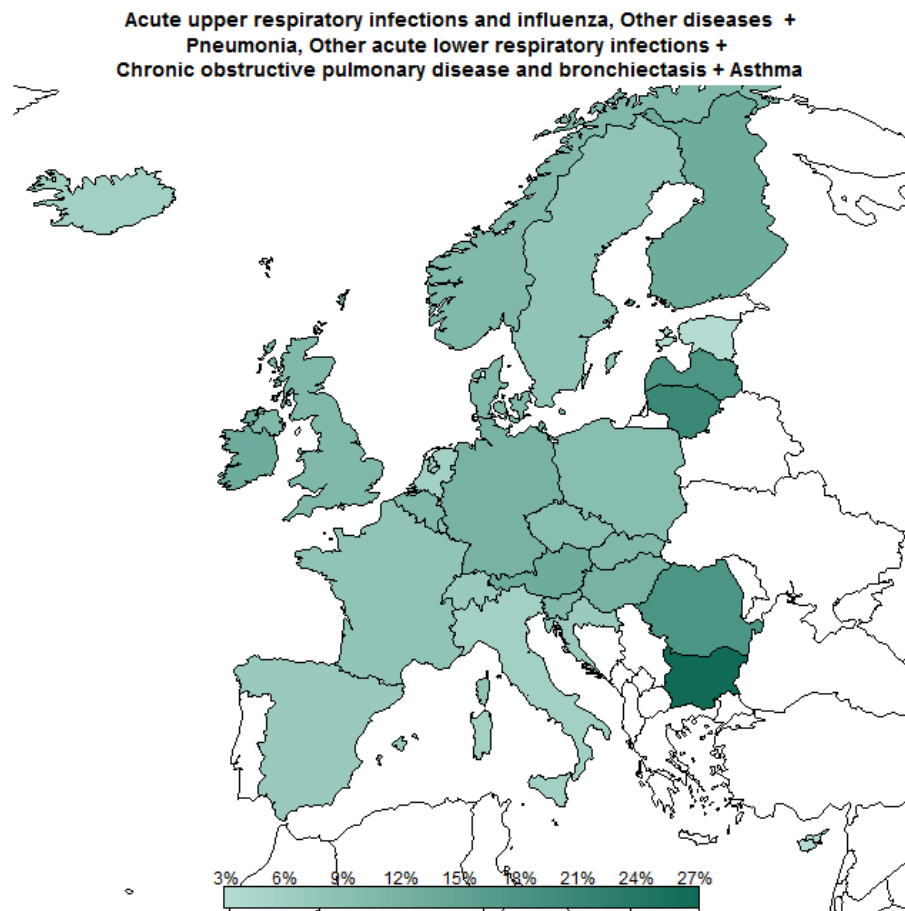 Acute upper respiratory infections and influenza, Other diseases +
Pneumonia, Other acute lower respiratory infections +
Chronic obstructive pulmonary disease and bronchiectasis + Asthma
3% 6% 9% 12% 15% 18% 21% 24% 27%